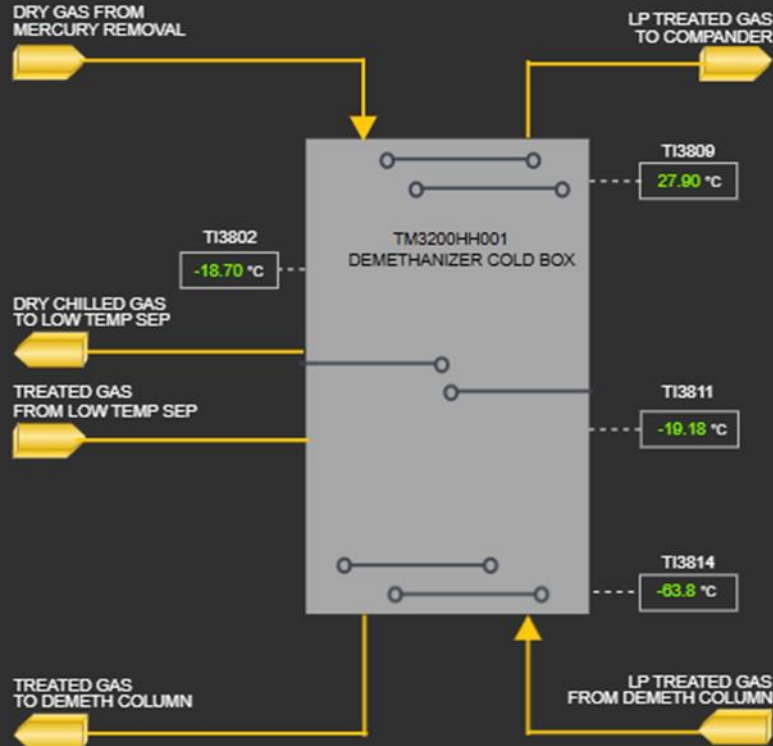 DRY GAS FROM
MERCURY REMOVAL
LP TREATED GAS
TO COMPANDER
TI3809
27.90 °C
TI3802
-18.70 °C
TM3200HH001
DEMETHANIZER COLD BOX
DRY CHILLED GAS
TO LOW TEMP SEP
TREATED GAS
FROM LOW TEMP SEP
TI3811
-19.18 °C
TI3814
-63.8 °C
TREATED GAS
TO DEMETH COLUMN
LP TREATED GAS
FROM DEMETH COLUMN